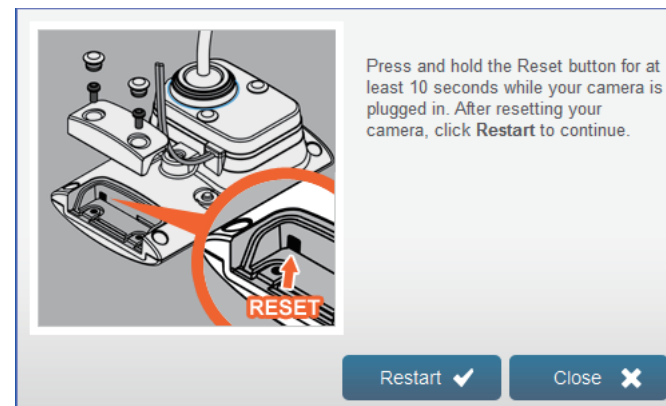 Press and hold the Reset button for at
least 10 seconds while your camera is
plugged in. After resetting your
camera, click Restart to continue.
RESET
Restart
Close